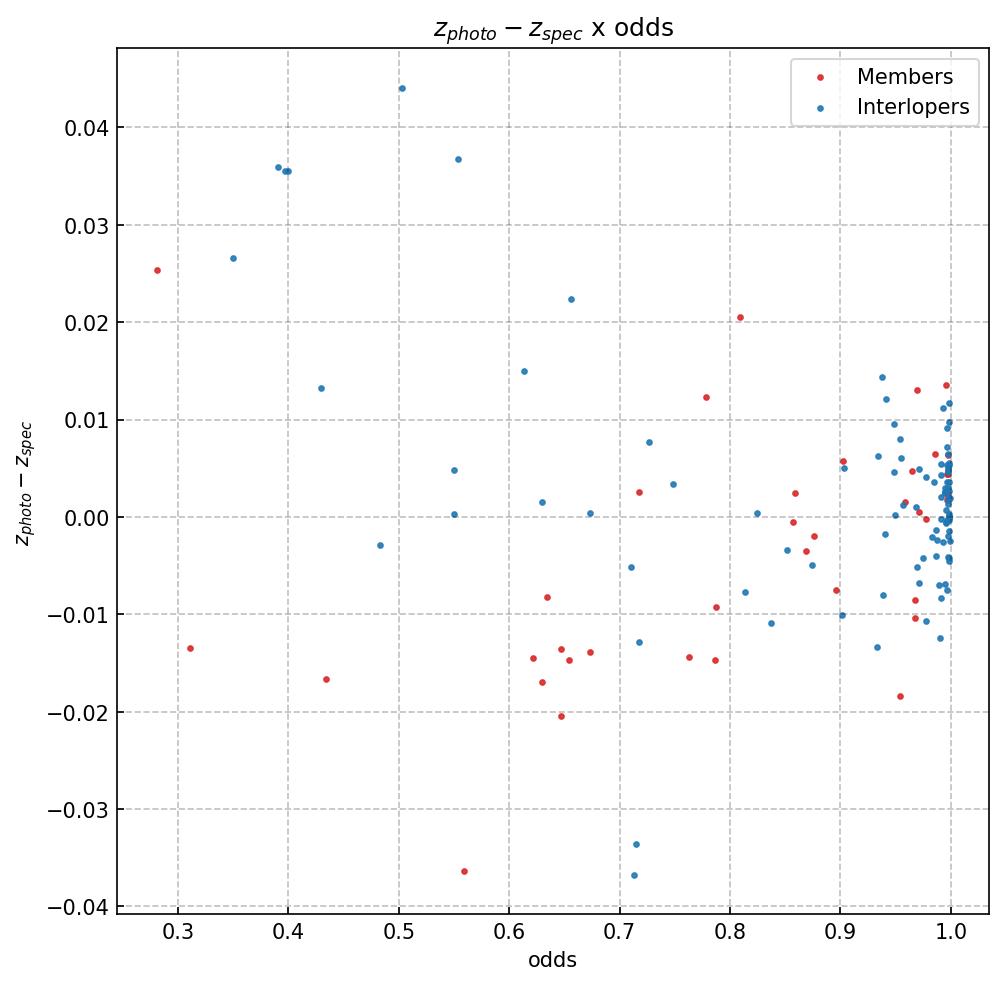 z_photo − z_spec x odds
Members
Interlopers
0.04
0.03
0.02
0.01
0.00
−0.01
−0.02
−0.03
−0.04
z_photo − z_spec
0.3 0.4 0.5 0.6 0.7 0.8 0.9 1.0
odds